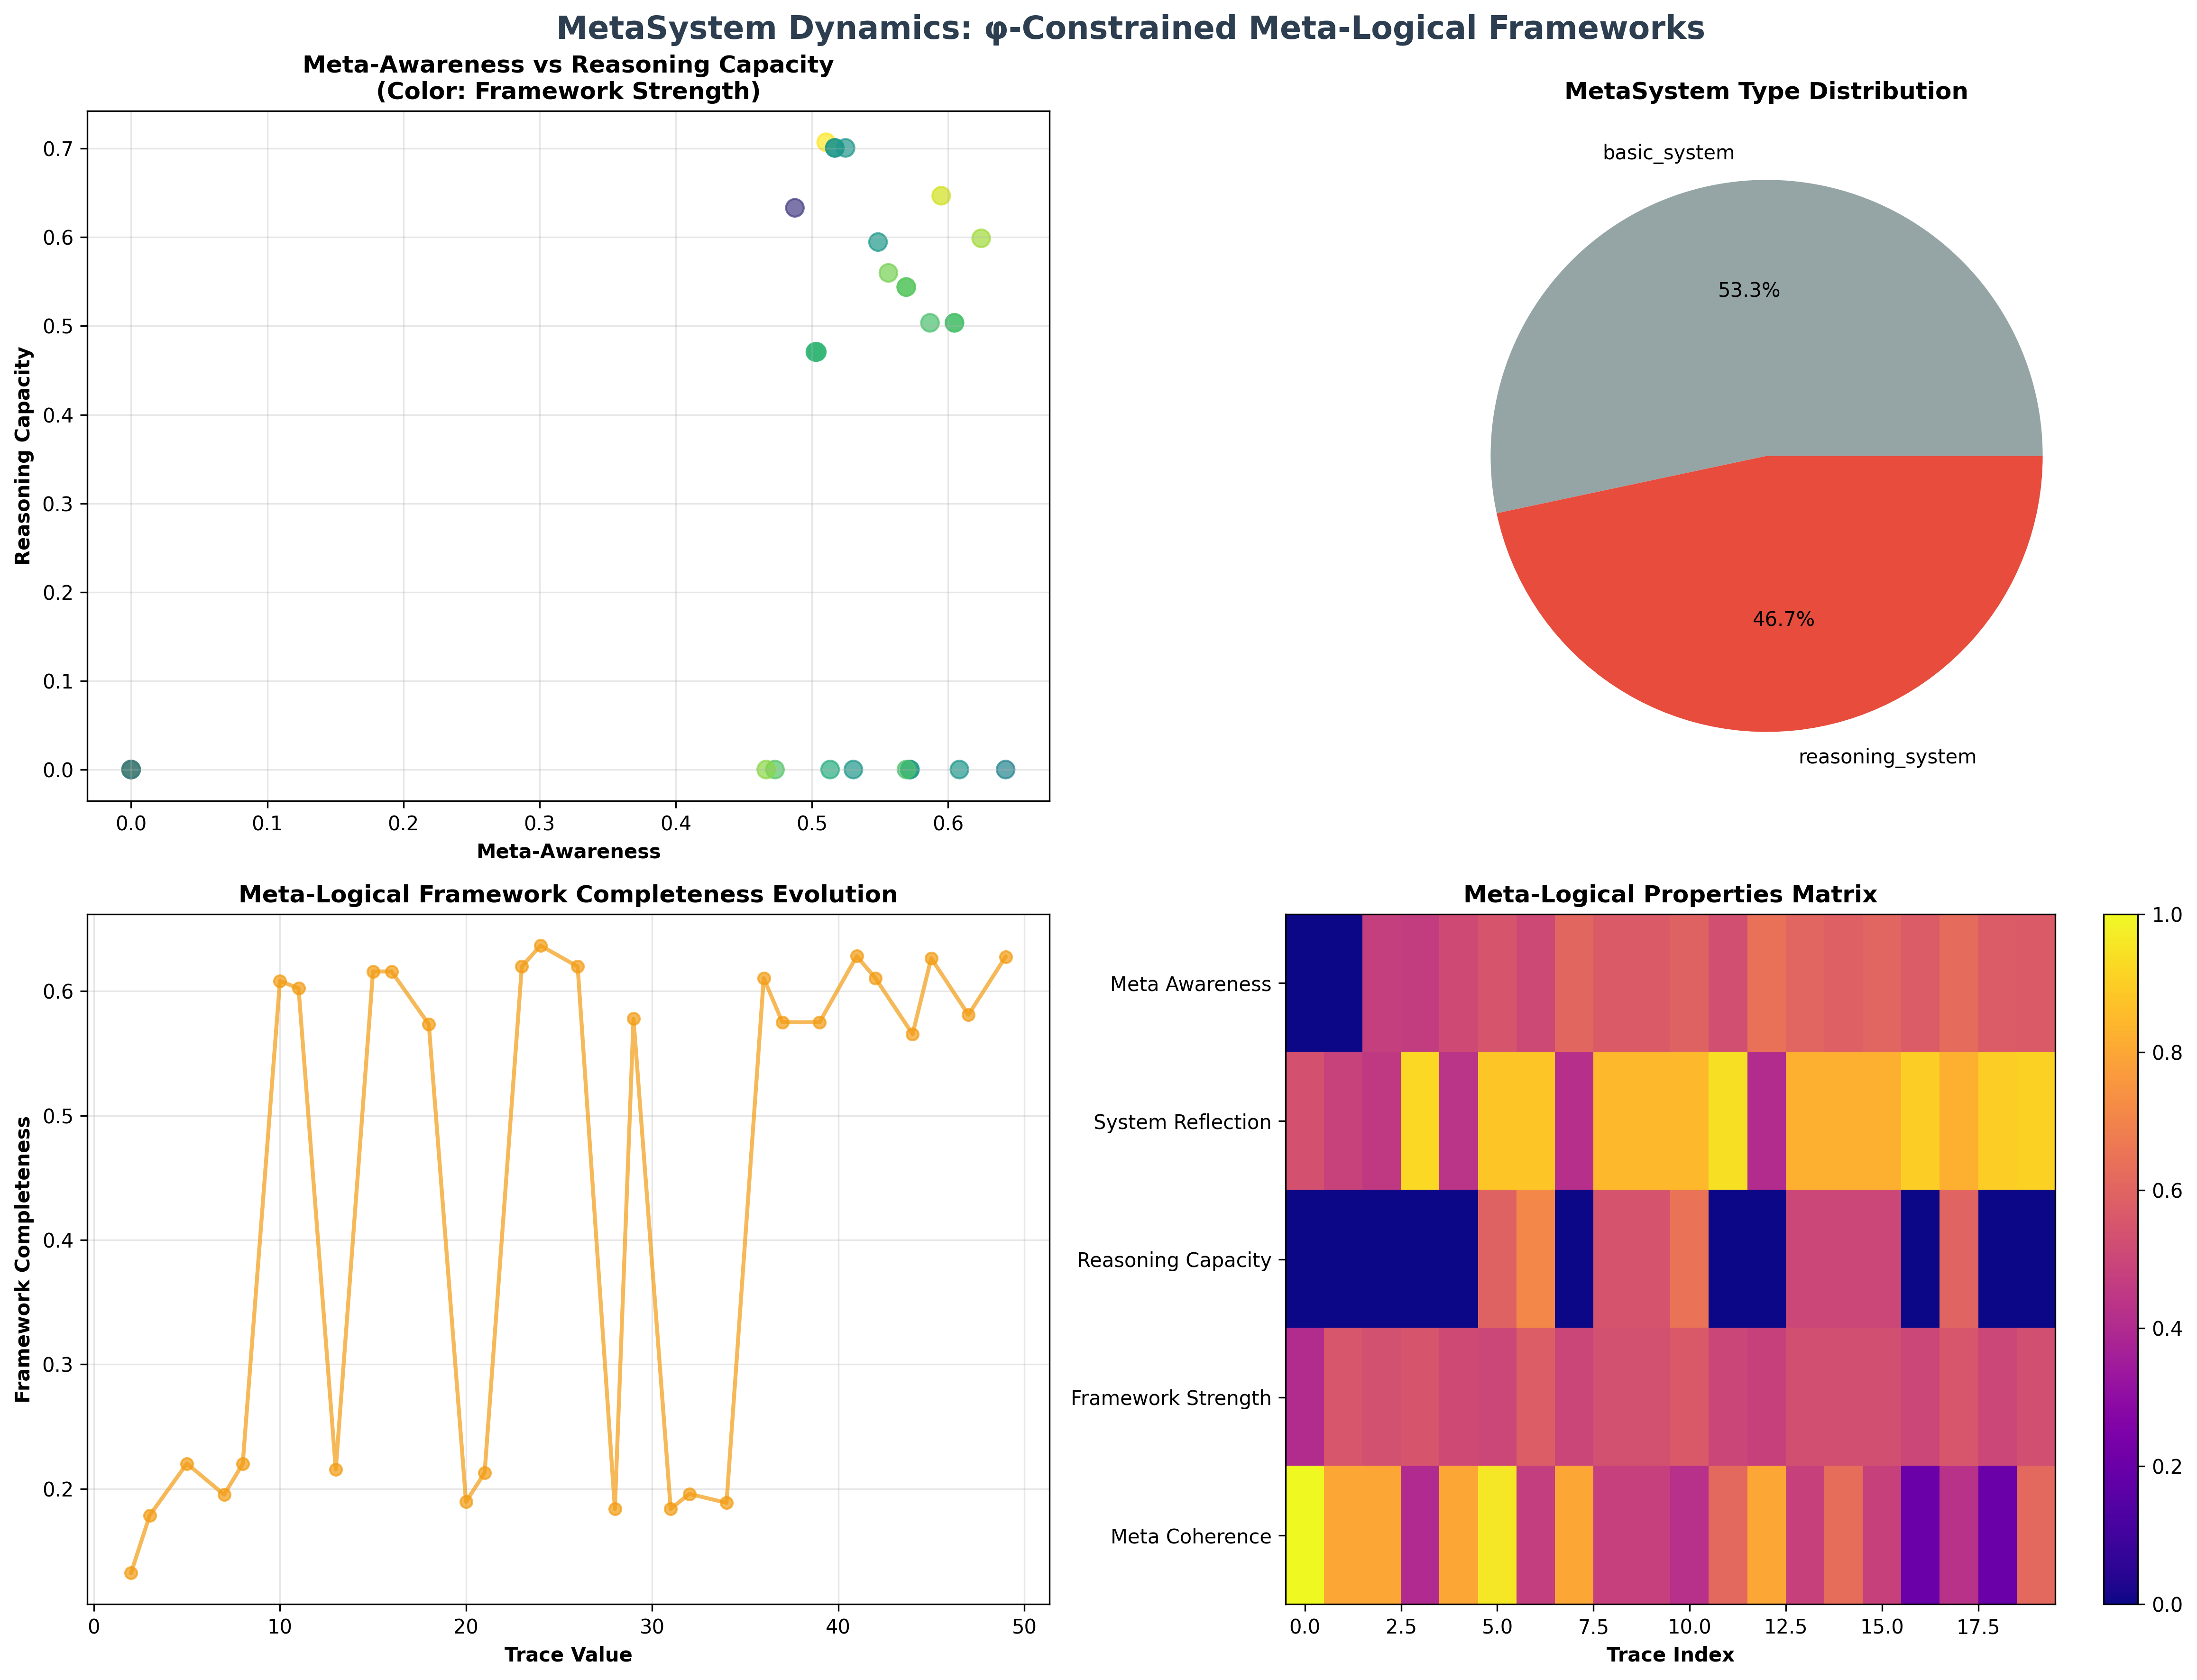 MetaSystem Dynamics: φ-Constrained Meta-Logical Frameworks
Meta-Awareness vs Reasoning Capacity
(Color: Framework Strength)
0.7
0.6
0.5
0.4
0.3
0.2
0.1
0.0
Reasoning Capacity
0.0 0.1 0.2 0.3 0.4 0.5 0.6
Meta-Awareness
MetaSystem Type Distribution
basic_system
53.3%
46.7%
reasoning_system
Meta-Logical Framework Completeness Evolution
0.6
0.5
0.4
0.3
0.2
Framework Completeness
0 10 20 30 40 50
Trace Value
Meta-Logical Properties Matrix
Meta Awareness
System Reflection
Reasoning Capacity
Framework Strength
Meta Coherence
0.0 2.5 5.0 7.5 10.0 12.5 15.0 17.5
Trace Index
1.0
0.8
0.6
0.4
0.2
0.0